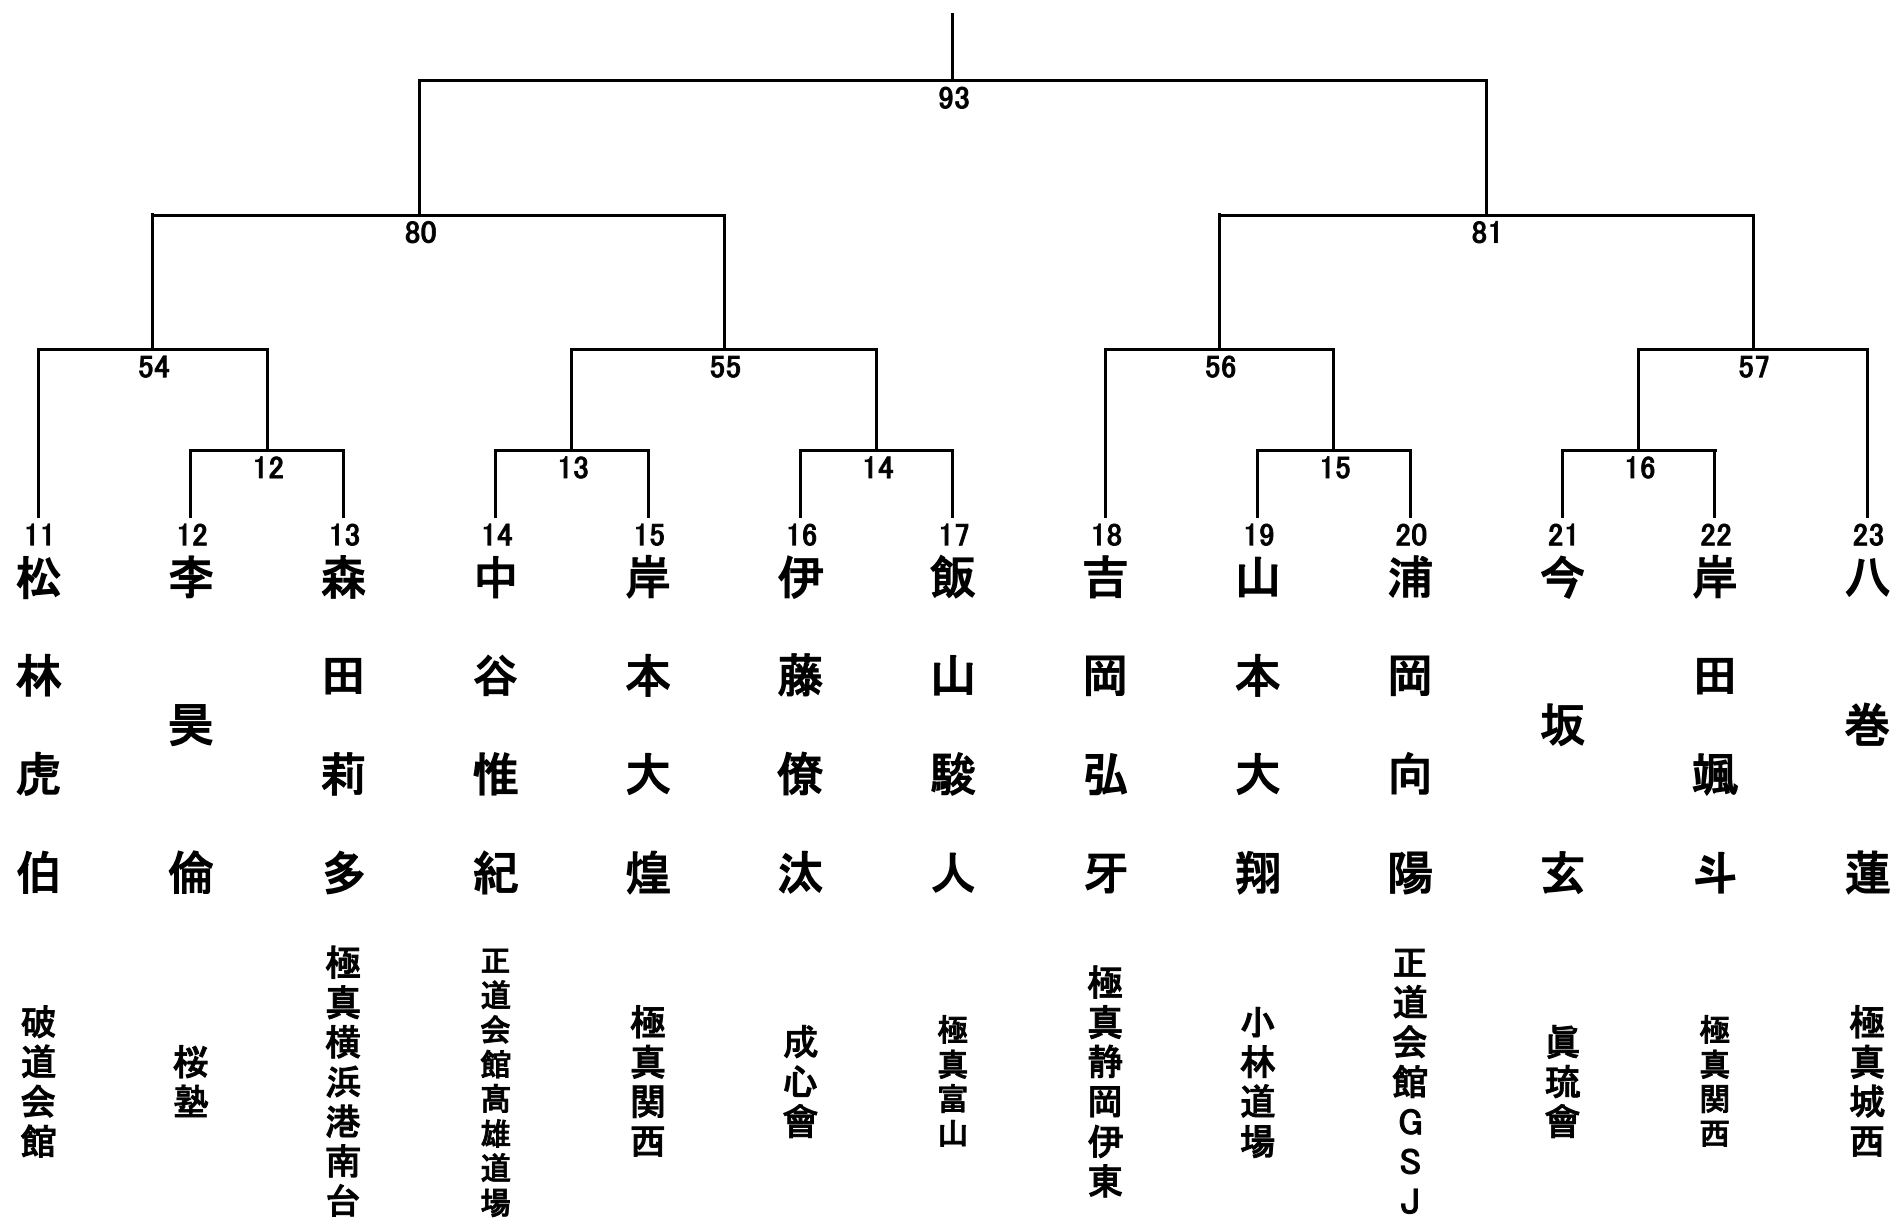 93
80
81
54
55
56
57
12
13
14
15
16
11
松林虎伯
破道会館
12
李昊倫
桜塾
13
森田莉多
極真横浜港南台
14
中谷惟紀
正道会館髙雄道場
15
岸本大煌
極真関西
16
伊藤僚汰
成心會
17
飯山駿人
極真富山
18
吉岡弘牙
極真静岡伊東
19
山本大翔
小林道場
20
浦岡向陽
正道会館ＧＳＪ
21
今坂玄
眞琉會
22
岸田颯斗
極真関西
23
八巻蓮
極真城西